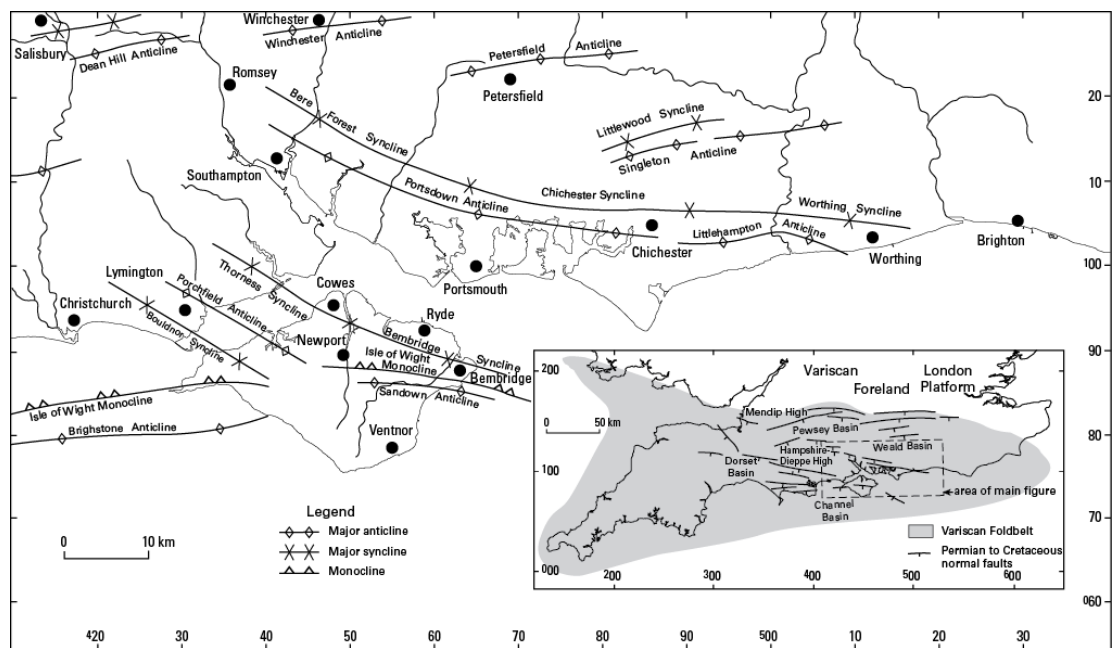 Salisbury
Dean Hill Anticline
Winchester
Winchester Anticline
Romsey
Petersfield Anticline
Petersfield
20
Bere Forest Syncline
Littlewood Syncline
Singleton Anticline
Southampton
10
Portsdown Anticline
Chichester Syncline
Worthing Syncline
Littlehampton Anticline
Chichester
Worthing
Brighton
Portsmouth
100
Lymington
Thorness Syncline
Cowes
Christchurch
Porchfield Anticline
Ryde
Bouldnor Syncline
Newport
Bembridge Syncline
Isle of Wight
Monocline
Bembridge
90
Isle of Wight Monocline
Sandown Anticline
Brighstone Anticline
Ventnor
80
70
060
Legend
Major anticline
Major syncline
Monocline
0 10 km
420 30 40 50 60 70 80 90 500 10 20 30
200
Variscan
Foreland
London
Platform
0 50 km
Mendip High
Pewsey Basin
Weald Basin
Hampshire-
Dieppe High
Dorset
Basin
100
area of main figure
Channel
Basin
Variscan Foldbelt
Permian to Cretaceous
normal faults
000
200 300 400 500 600